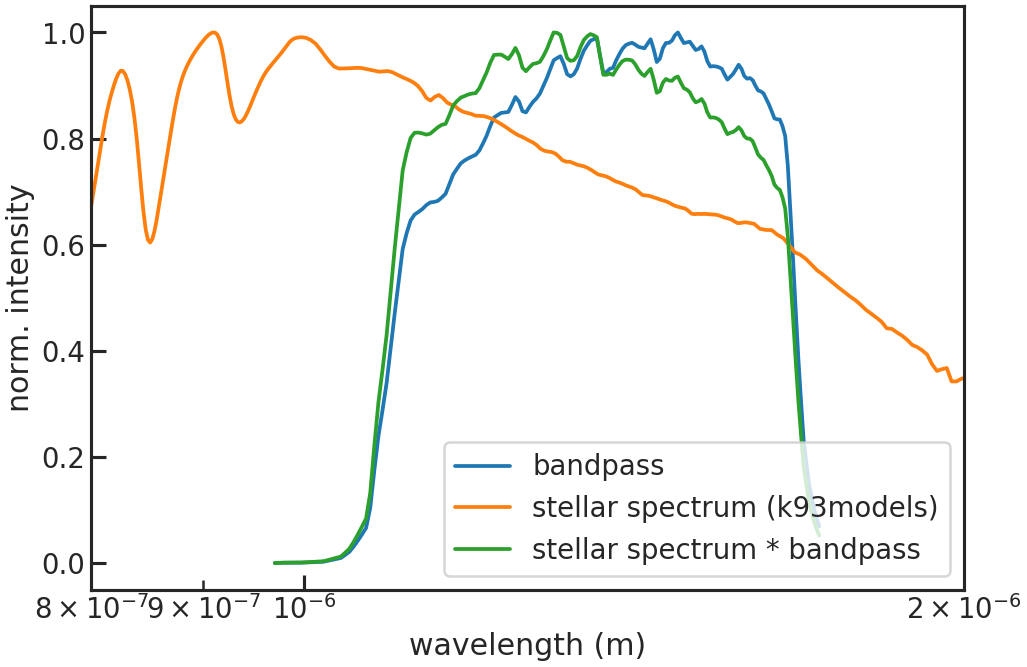 norm. intensity
1.0
0.8
0.6
0.4
0.2
0.0
bandpass
stellar spectrum (k93models)
stellar spectrum * bandpass
8 × 10⁻⁷
9 × 10⁻⁷
10⁻⁶
2 × 10⁻⁶
wavelength (m)